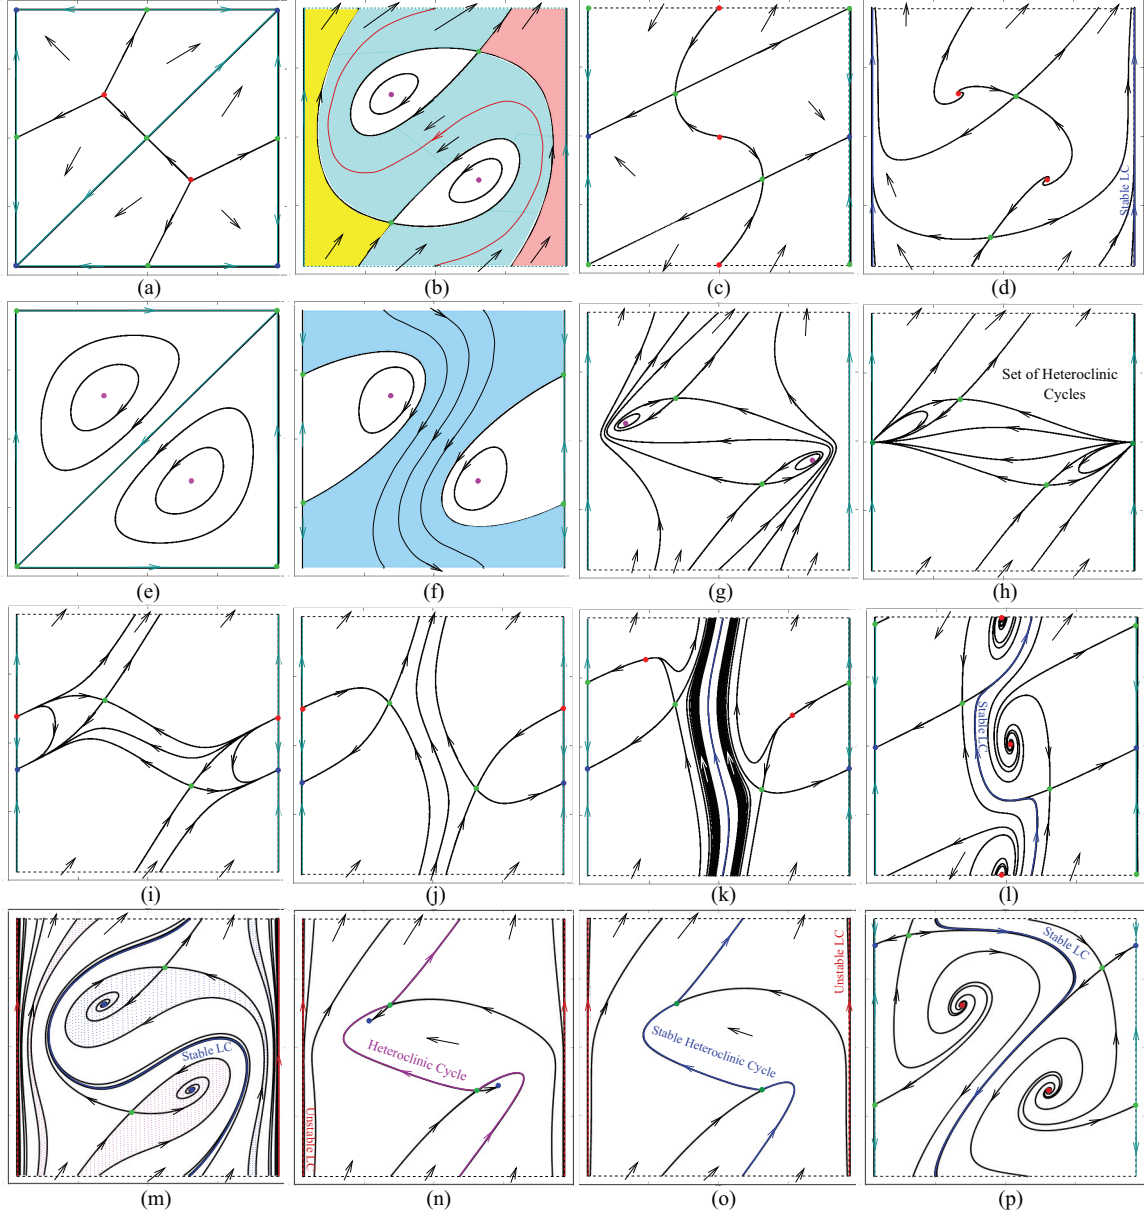 (a) (b) (c) (d)
Stable LC
(e) (f) (g) (h)
Set of Heteroclinic
Cycles
(i) (j) (k) (l)
Stable LC
(m) (n) (o) (p)
Stable LC
Heteroclinic Cycle
Unstable LC
Stable Heteroclinic Cycle
Unstable LC
Stable LC